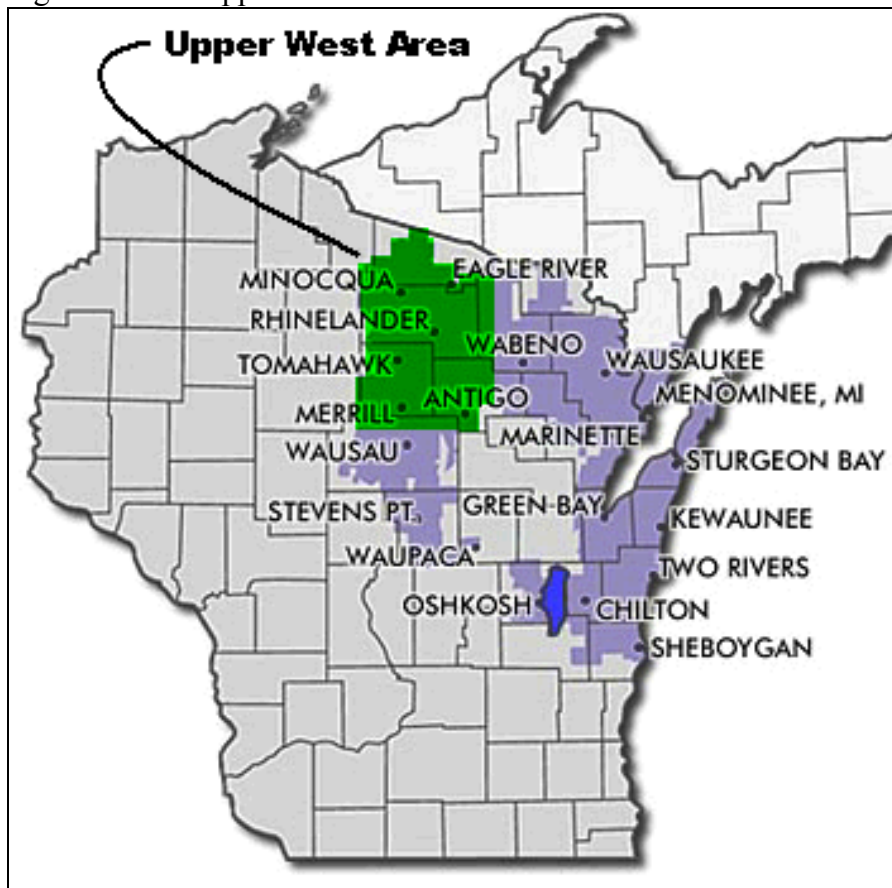 Upper West Area
EAGLE RIVER
MINOCQUA
RHINELANDER
WABENO
TOMAHAWK
WAUSAUKEE
MENOMINEE, MI
ANTIGO
MERRILL
MARINETTE
WAUSAU
STURGEON BAY
GREEN BAY
STEVENS PT.
KEWAUNEE
WAUPACA
TWO RIVERS
OSHKOSH
CHILTON
SHEBOYGAN